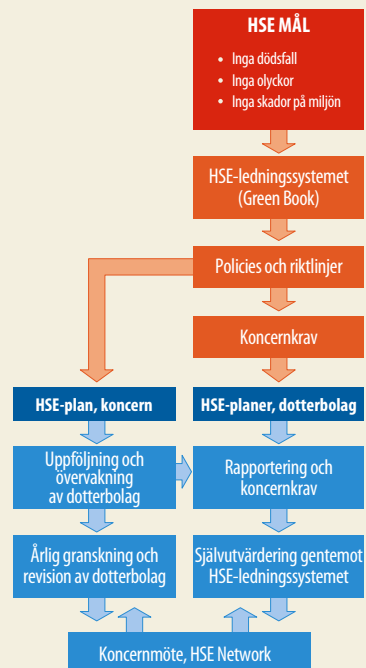 HSE MÅL
• Inga dödsfall
• Inga olyckor
• Inga skador på miljön
HSE-ledningssystemet
(Green Book)
Policies och riktlinjer
Koncernkrav
HSE-plan, koncern
HSE-planer, dotterbolag
Uppföljning och
övervakning
av dotterbolag
Rapportering och
koncernkrav
Årlig granskning och
revision av dotterbolag
Självutvärdering gentemot
HSE-ledningssystemet
Koncernmöte, HSE Network